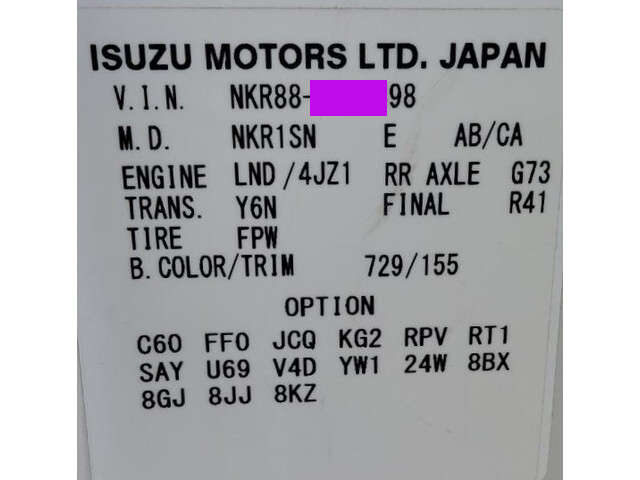 ISUZU MOTORS LTD. JAPAN
V.I.N. NKR88- 98
M.D. NKR1SN E AB/CA
ENGINE LND/4JZ1 RR AXLE G73
TRANS. Y6N FINAL R41
TIRE FPW
B.COLOR/TRIM 729/155
OPTION
C60 FF0 JCQ KG2 RPV RT1
SAY U69 V4D YW1 24W 8BX
8GJ 8JJ 8KZ